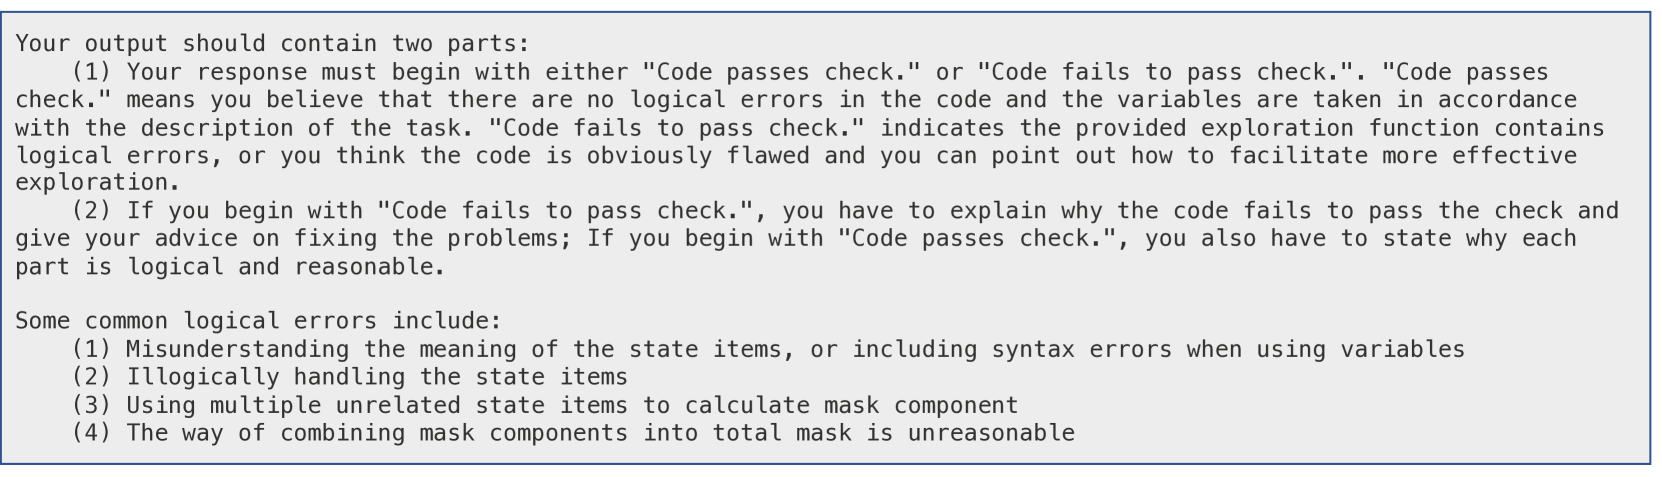 Your output should contain two parts:
    (1) Your response must begin with either "Code passes check." or "Code fails to pass check.". "Code passes
check." means you believe that there are no logical errors in the code and the variables are taken in accordance
with the description of the task. "Code fails to pass check." indicates the provided exploration function contains
logical errors, or you think the code is obviously flawed and you can point out how to facilitate more effective
exploration.
    (2) If you begin with "Code fails to pass check.", you have to explain why the code fails to pass the check and
give your advice on fixing the problems; If you begin with "Code passes check.", you also have to state why each
part is logical and reasonable.

Some common logical errors include:
    (1) Misunderstanding the meaning of the state items, or including syntax errors when using variables
    (2) Illogically handling the state items
    (3) Using multiple unrelated state items to calculate mask component
    (4) The way of combining mask components into total mask is unreasonable